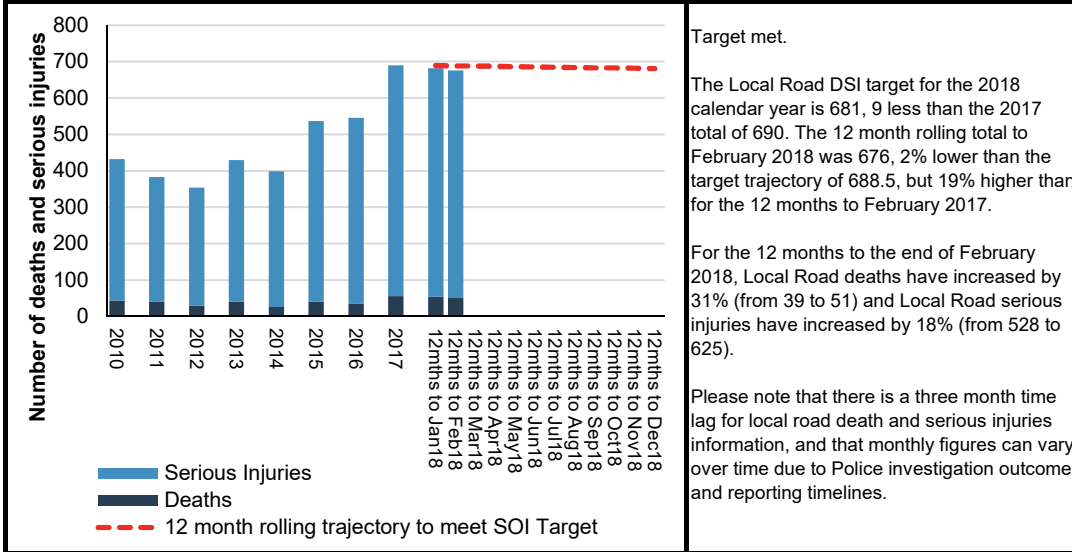 Number of deaths and serious injuries
800
700
600
500
400
300
200
100
0
2010
2011
2012
2013
2014
2015
2016
2017
12mths to Jan18
12mths to Feb18
12mths to Mar18
12mths to Apr18
12mths to May18
12mths to Jun18
12mths to Jul18
12mths to Aug18
12mths to Sep18
12mths to Oct18
12mths to Nov18
12mths to Dec18
Serious Injuries
Deaths
12 month rolling trajectory to meet SOI Target
Target met.
The Local Road DSI target for the 2018
calendar year is 681, 9 less than the 2017
total of 690. The 12 month rolling total to
February 2018 was 676, 2% lower than the
target trajectory of 688.5, but 19% higher than
for the 12 months to February 2017.
For the 12 months to the end of February
2018, Local Road deaths have increased by
31% (from 39 to 51) and Local Road serious
injuries have increased by 18% (from 528 to
625).
Please note that there is a three month time
lag for local road death and serious injuries
information, and that monthly figures can vary
over time due to Police investigation outcome
and reporting timelines.